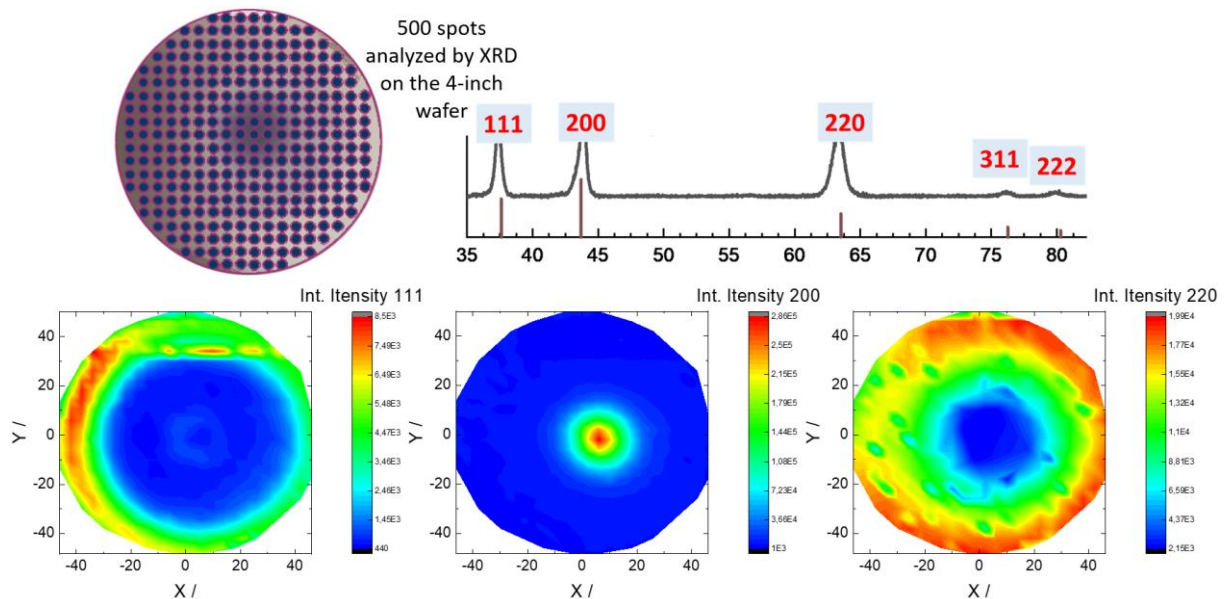 500 spots
analyzed by XRD
on the 4-inch
wafer
111 200 220 311 222
35 40 45 50 55 60 65 70 75 80
Int. Itensity 111
8,5E3
7,49E3
6,48E3
5,48E3
4,47E3
3,46E3
2,46E3
1,45E3
440
40
20
0
-20
-40
Y /
-40 -20 0 20 40
X /
Int. Itensity 200
2,86E5
2,5E5
2,15E5
1,79E5
1,44E5
1,08E5
7,23E4
3,66E4
1E3
40
20
0
-20
-40
Y /
-40 -20 0 20 40
X /
Int. Itensity 220
1,99E4
1,77E4
1,55E4
1,32E4
1,1E4
8,81E3
6,59E3
4,37E3
2,15E3
40
20
0
-20
-40
Y /
-40 -20 0 20 40
X /